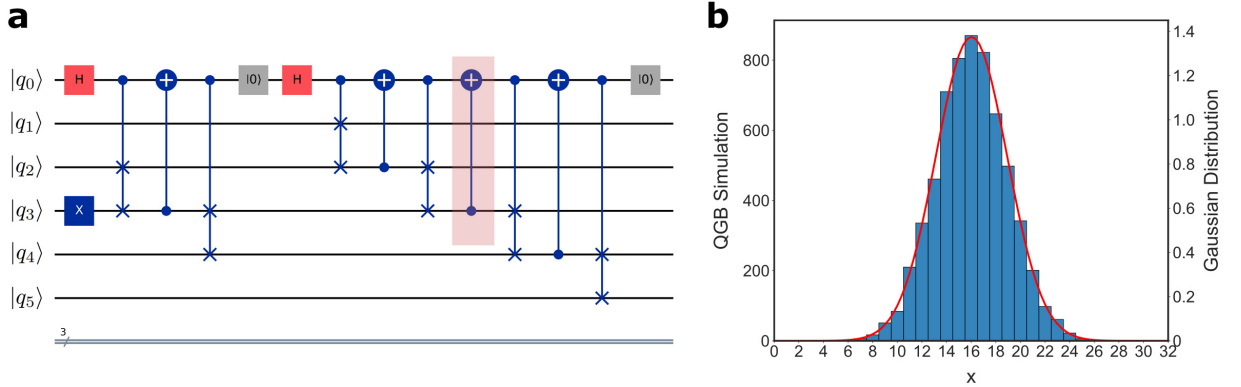 a
|q₀⟩ H |0⟩ H |0⟩
|q₁⟩
|q₂⟩
|q₃⟩ X
|q₄⟩
|q₅⟩
3
b
QGB Simulation
800
600
400
200
0
Gaussian Distribution
1.4
1.2
1.0
0.8
0.6
0.4
0.2
0
0 2 4 6 8 10 12 14 16 18 20 22 24 26 28 30 32
x